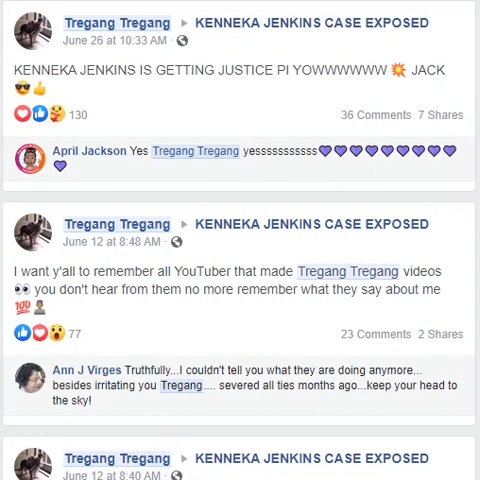 Tregang Tregang ▸ KENNEKA JENKINS CASE EXPOSED
June 26 at 10:33 AM ·
KENNEKA JENKINS IS GETTING JUSTICE PI YOWWWWWW 💥 JACK
😎👍
130
36 Comments 7 Shares
April Jackson Yes Tregang Tregang yesssssssssss💜💜💜💜💜💜💜💜💜
💜
Tregang Tregang ▸ KENNEKA JENKINS CASE EXPOSED
June 12 at 8:48 AM ·
I want y'all to remember all YouTuber that made Tregang Tregang videos
👀 you don't hear from them no more remember what they say about me
💯🤷🏽‍♂️
77
23 Comments 2 Shares
Ann J Virges Truthfully...I couldn't tell you what they are doing anymore...
besides irritating you Tregang.... severed all ties months ago...keep your head to
the sky!
Tregang Tregang ▸ KENNEKA JENKINS CASE EXPOSED
June 12 at 8:40 AM ·